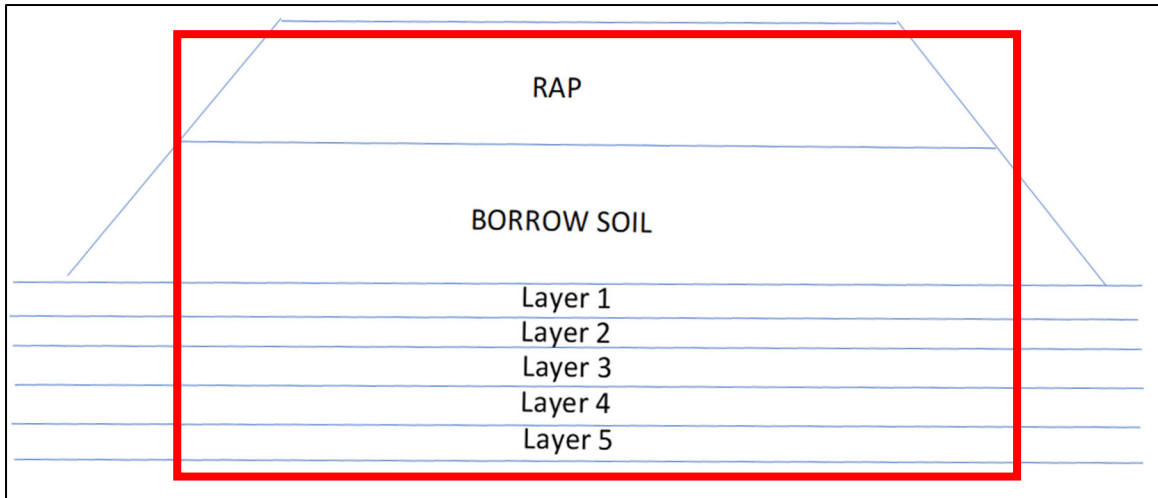 RAP
BORROW SOIL
Layer 1
Layer 2
Layer 3
Layer 4
Layer 5